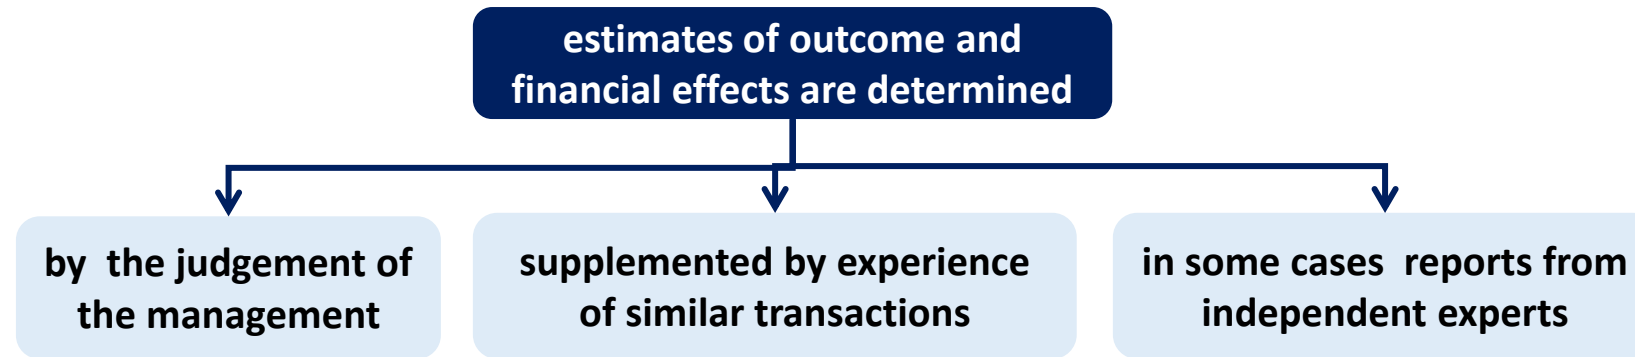 estimates of outcome and
financial effects are determined
by the judgement of
the management
supplemented by experience
of similar transactions
in some cases reports from
independent experts